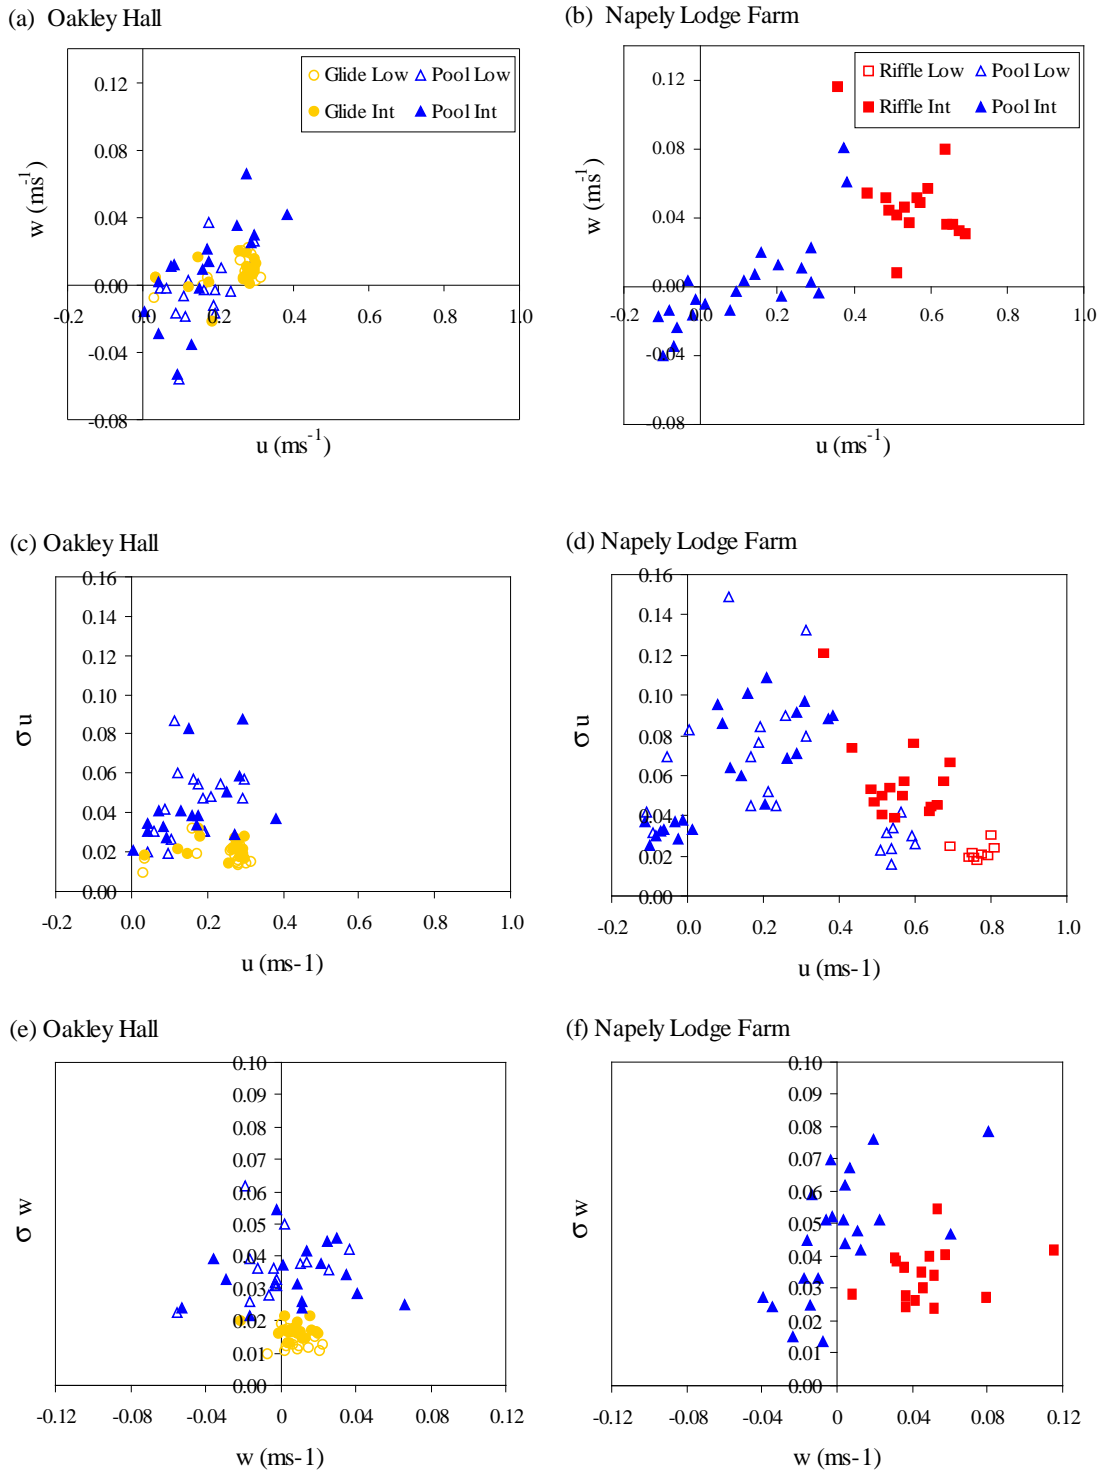 (a) Oakley Hall
(b) Napely Lodge Farm
Glide Low Pool Low
Glide Int Pool Int
0.12
0.08
0.04
0.00
-0.04
-0.08
w (ms-1)
-0.2 0.0 0.2 0.4 0.6 0.8 1.0
u (ms-1)
Riffle Low Pool Low
Riffle Int Pool Int
0.12
0.08
0.04
0.00
-0.04
-0.08
w (ms-1)
-0.2 0.0 0.2 0.4 0.6 0.8 1.0
u (ms-1)
(c) Oakley Hall
(d) Napely Lodge Farm
0.16
0.14
0.12
0.10
0.08
0.06
0.04
0.02
0.00
σ u
-0.2 0.0 0.2 0.4 0.6 0.8 1.0
u (ms-1)
0.16
0.14
0.12
0.10
0.08
0.06
0.04
0.02
0.00
σ u
-0.2 0.0 0.2 0.4 0.6 0.8 1.0
u (ms-1)
(e) Oakley Hall
(f) Napely Lodge Farm
0.10
0.09
0.08
0.07
0.06
0.05
0.04
0.03
0.02
0.01
0.00
σ w
-0.12 -0.08 -0.04 0 0.04 0.08 0.12
w (ms-1)
0.10
0.09
0.08
0.07
0.06
0.05
0.04
0.03
0.02
0.01
0.00
σ w
-0.12 -0.08 -0.04 0 0.04 0.08 0.12
w (ms-1)